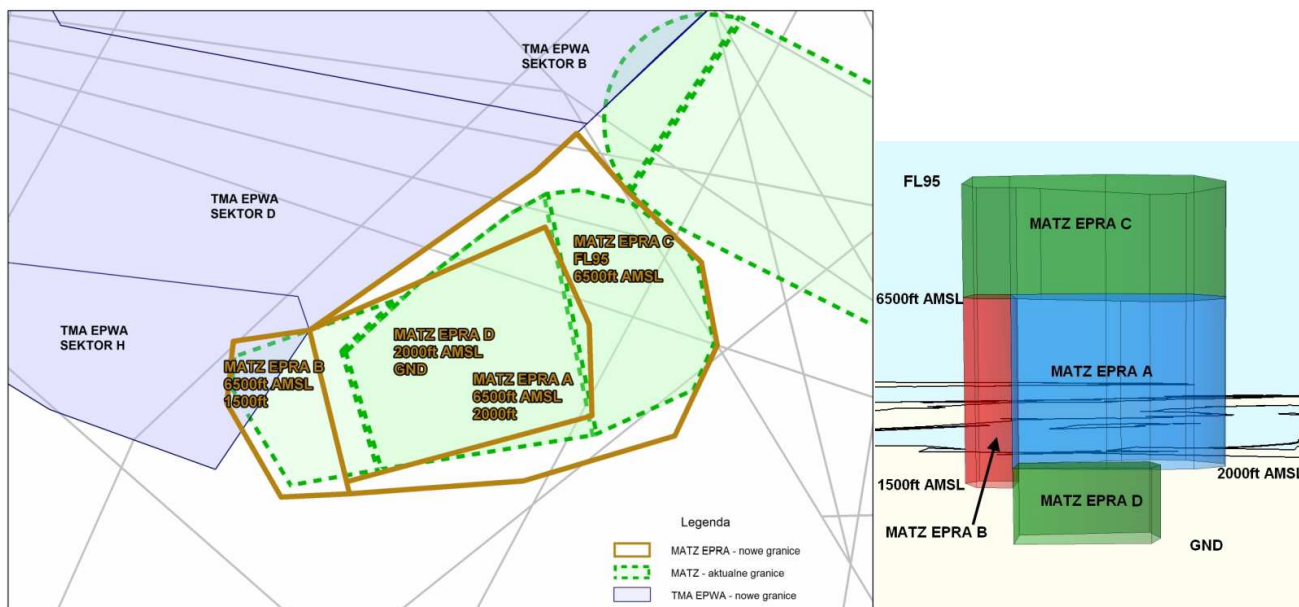 TMA EPWA
SEKTOR B
TMA EPWA
SEKTOR D
TMA EPWA
SEKTOR H
MATZ EPRA C
FL95
6500ft AMSL
MATZ EPRA D
2000ft AMSL
GND
MATZ EPRA B
6500ft AMSL
1500ft
MATZ EPRA A
6500ft AMSL
2000ft
Legenda
MATZ EPRA - nowe granice
MATZ - aktualne granice
TMA EPWA - nowe granice
FL95
MATZ EPRA C
6500ft AMSL
MATZ EPRA A
1500ft AMSL
2000ft AMSL
MATZ EPRA D
MATZ EPRA B
GND